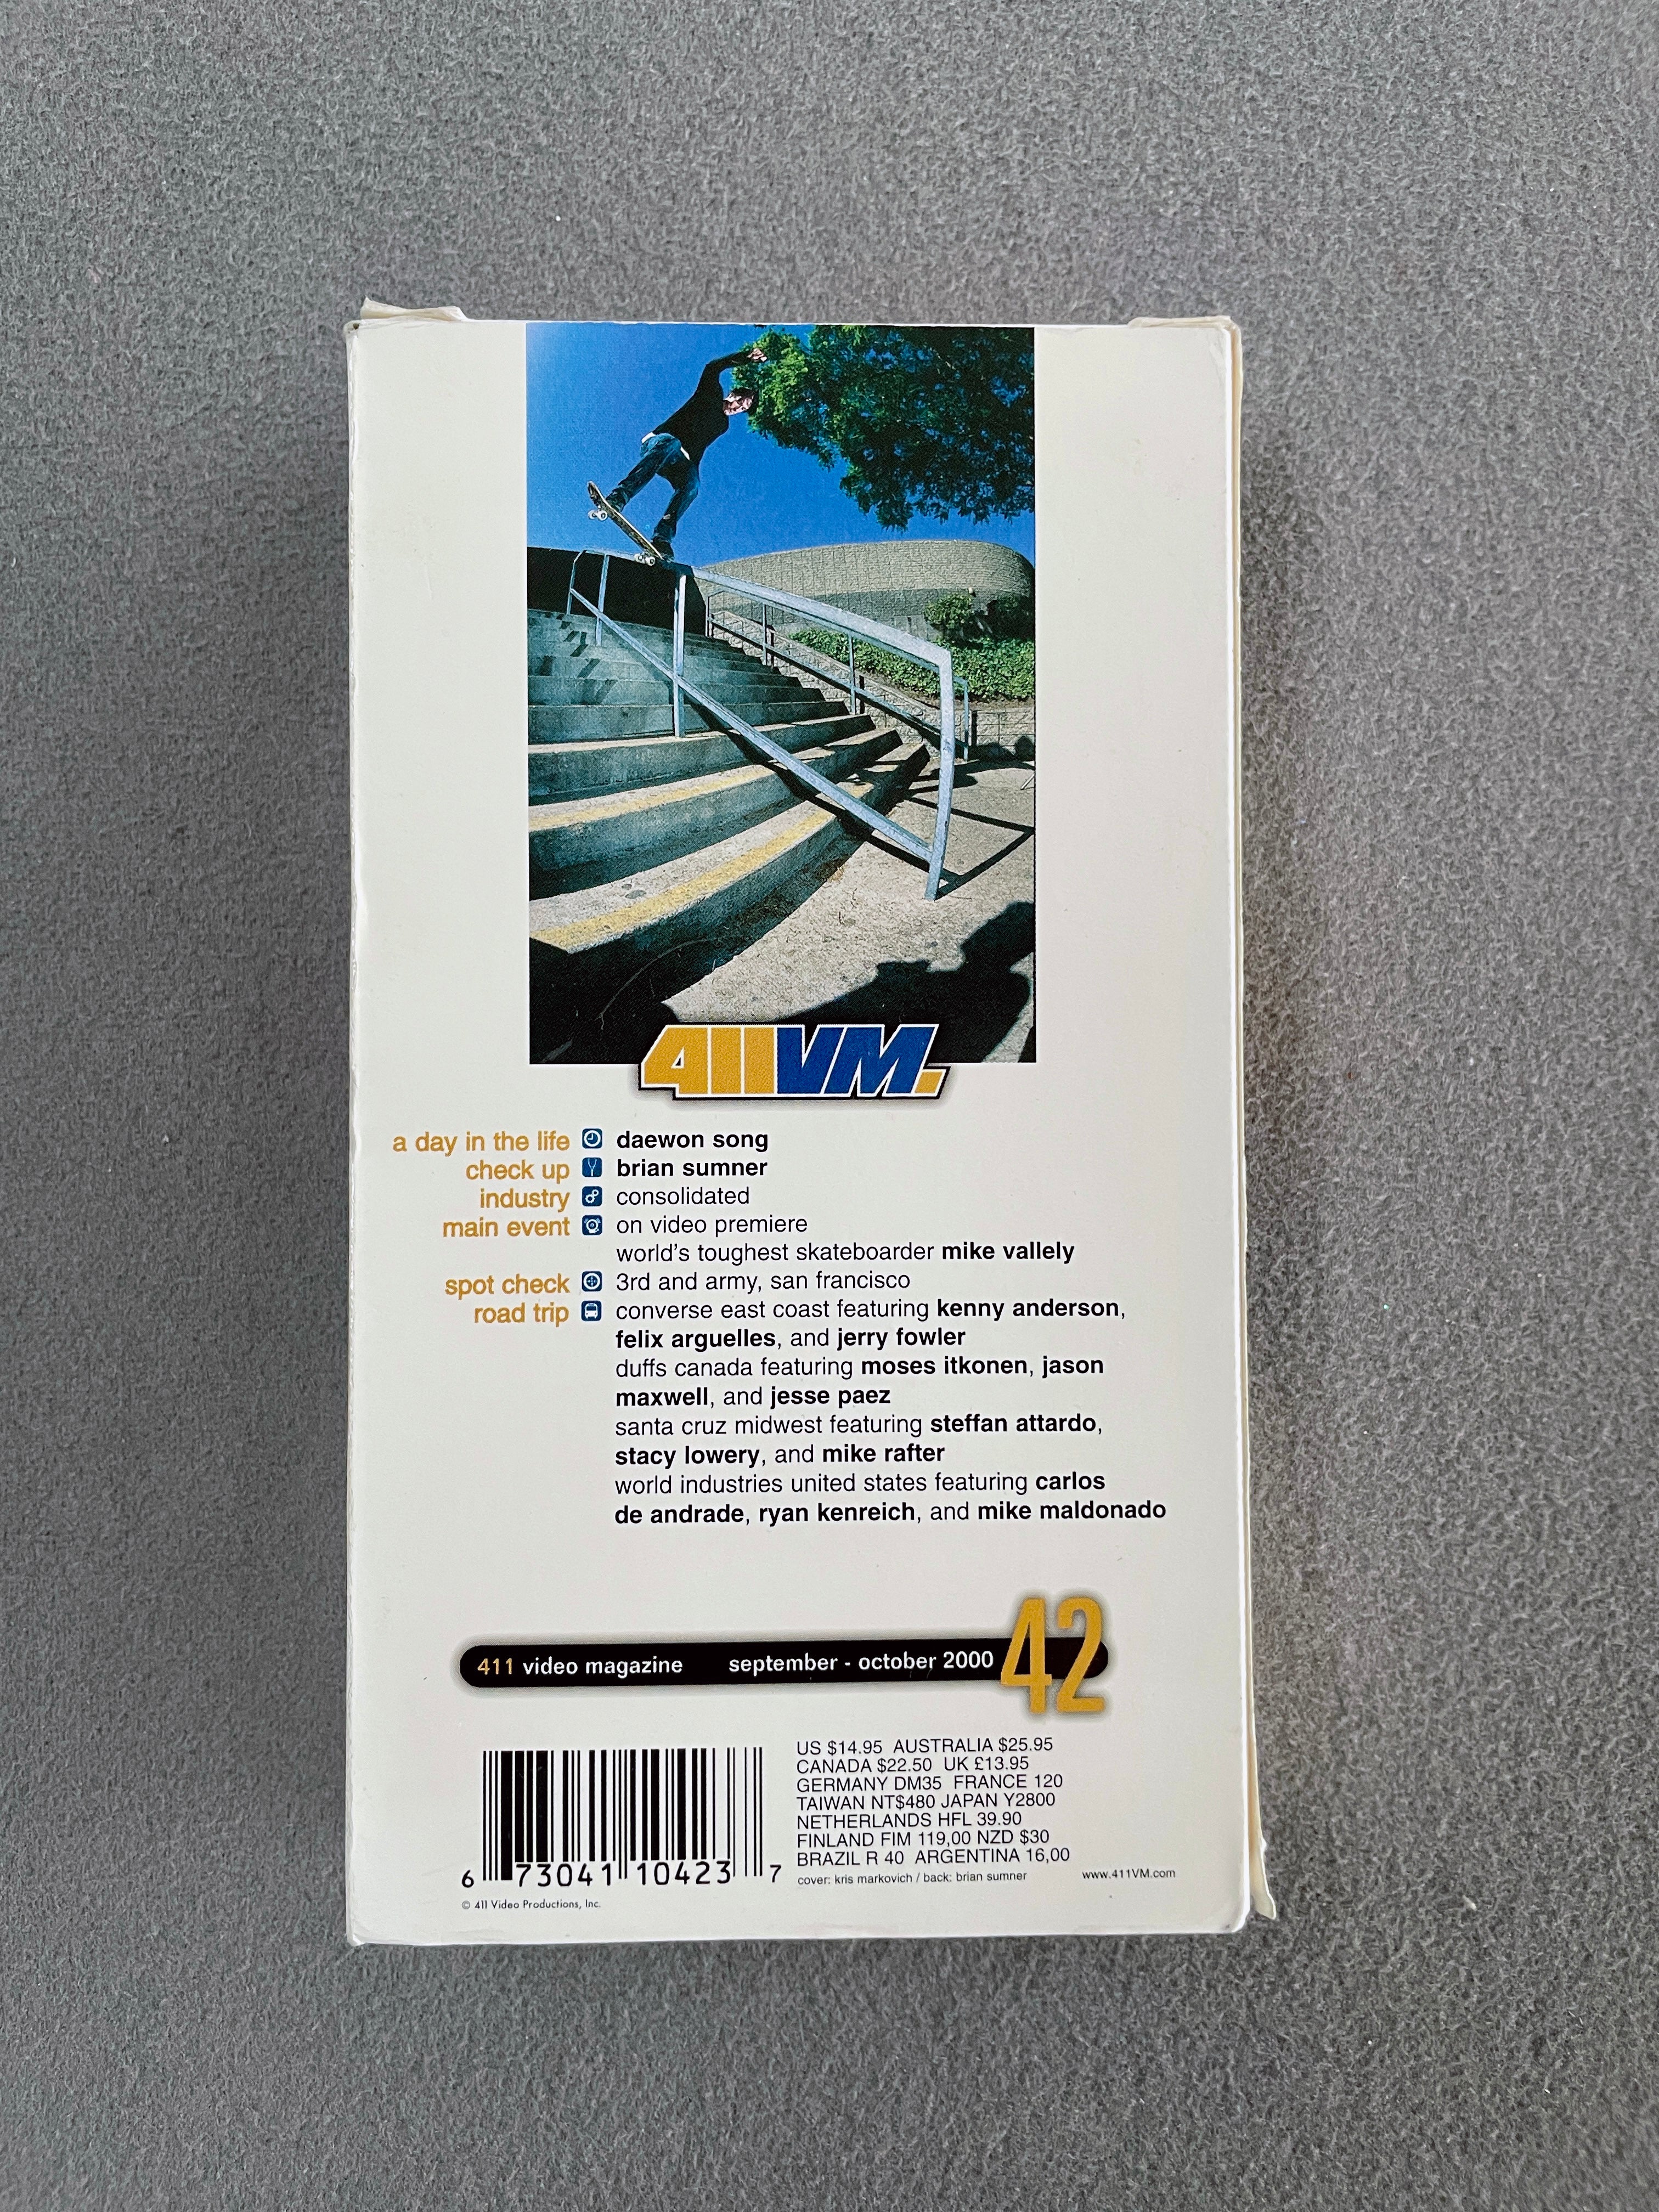 411VM.
a day in the life daewon song
check up brian sumner
industry consolidated
main event on video premiere
world's toughest skateboarder mike vallely
spot check 3rd and army, san francisco
road trip converse east coast featuring kenny anderson,
felix arguelles, and jerry fowler
duffs canada featuring moses itkonen, jason
maxwell, and jesse paez
santa cruz midwest featuring steffan attardo,
stacy lowery, and mike rafter
world industries united states featuring carlos
de andrade, ryan kenreich, and mike maldonado
411 video magazine september - october 2000 42
US $14.95 AUSTRALIA $25.95
CANADA $22.50 UK £13.95
GERMANY DM35 FRANCE 120
TAIWAN NT$480 JAPAN Y2800
NETHERLANDS HFL 39.90
FINLAND FIM 119,00 NZD $30
BRAZIL R 40 ARGENTINA 16,00
cover: kris markovich / back: brian sumner www.411VM.com
6 73041 10423 7
© 411 Video Productions, Inc.